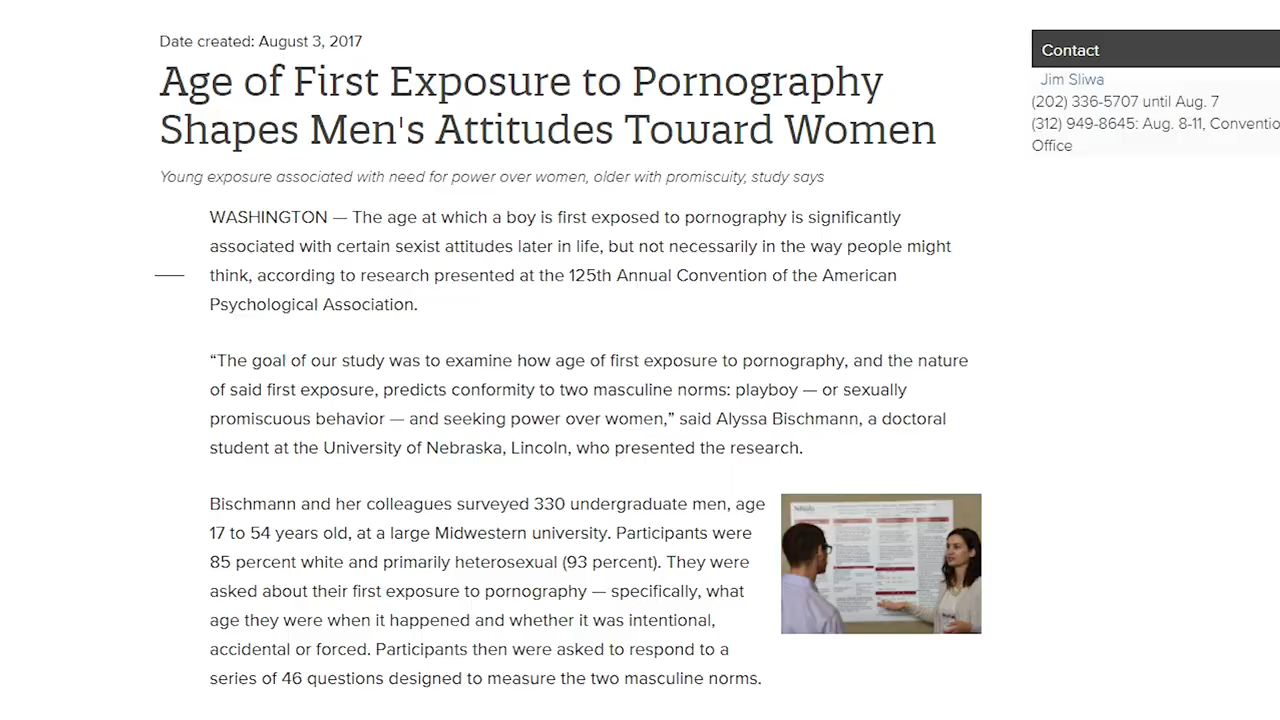 Date created: August 3, 2017
Age of First Exposure to Pornography
Shapes Men's Attitudes Toward Women
Young exposure associated with need for power over women, older with promiscuity, study says
WASHINGTON — The age at which a boy is first exposed to pornography is significantly
associated with certain sexist attitudes later in life, but not necessarily in the way people might
think, according to research presented at the 125th Annual Convention of the American
Psychological Association.
“The goal of our study was to examine how age of first exposure to pornography, and the nature
of said first exposure, predicts conformity to two masculine norms: playboy — or sexually
promiscuous behavior — and seeking power over women,” said Alyssa Bischmann, a doctoral
student at the University of Nebraska, Lincoln, who presented the research.
Bischmann and her colleagues surveyed 330 undergraduate men, age
17 to 54 years old, at a large Midwestern university. Participants were
85 percent white and primarily heterosexual (93 percent). They were
asked about their first exposure to pornography — specifically, what
age they were when it happened and whether it was intentional,
accidental or forced. Participants then were asked to respond to a
series of 46 questions designed to measure the two masculine norms.
Contact
Jim Sliwa
(202) 336-5707 until Aug. 7
(312) 949-8645: Aug. 8-11, Conventio
Office